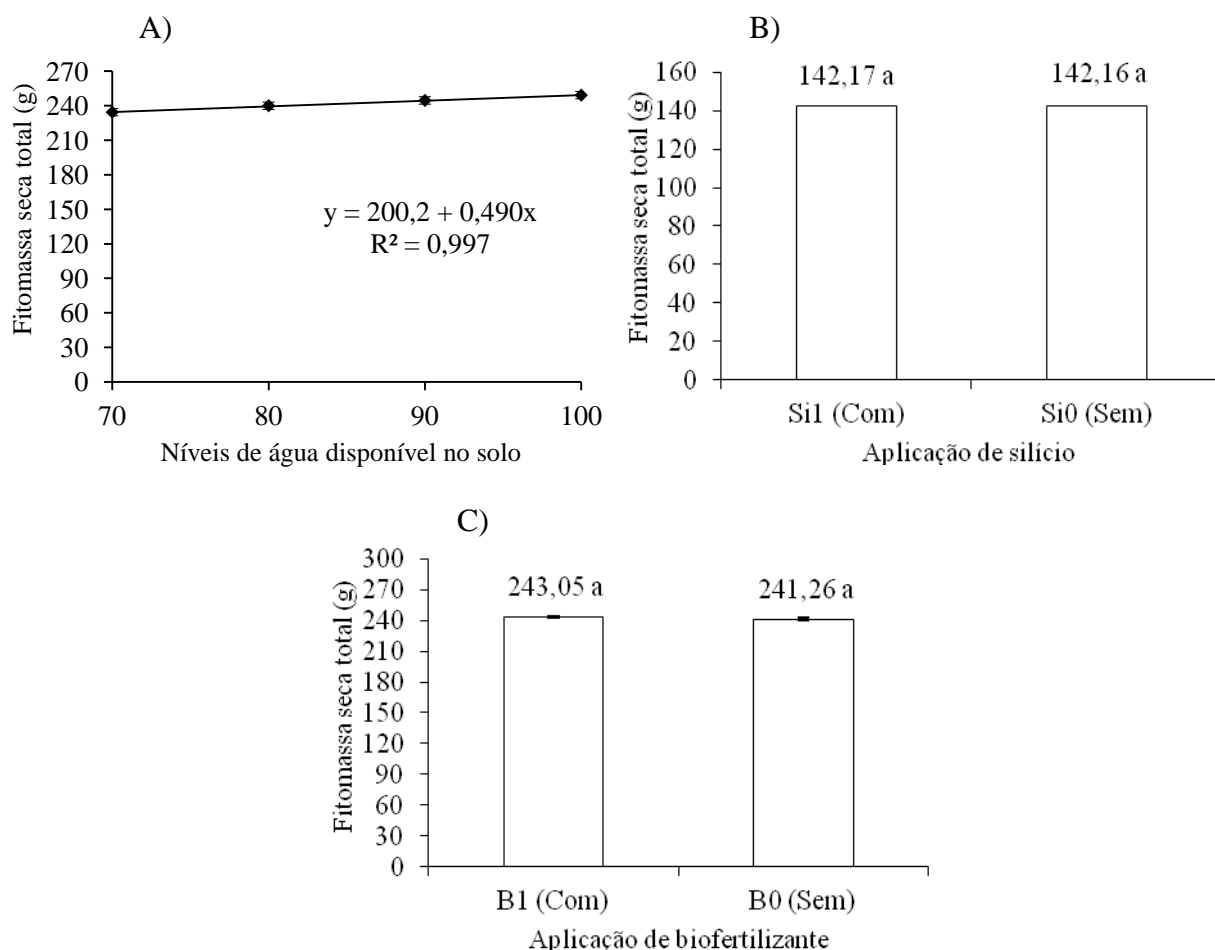 A)
Fitomassa seca total (g)
270
240
210
180
150
120
90
60
30
0
y = 200,2 + 0,490x
R² = 0,997
70 80 90 100
Níveis de água disponível no solo
B)
Fitomassa seca total (g)
160
140
120
100
80
60
40
20
0
142,17 a 142,16 a
Si1 (Com) Si0 (Sem)
Aplicação de silício
C)
Fitomassa seca total (g)
300
270
240
210
180
150
120
90
60
30
0
243,05 a 241,26 a
B1 (Com) B0 (Sem)
Aplicação de biofertilizante